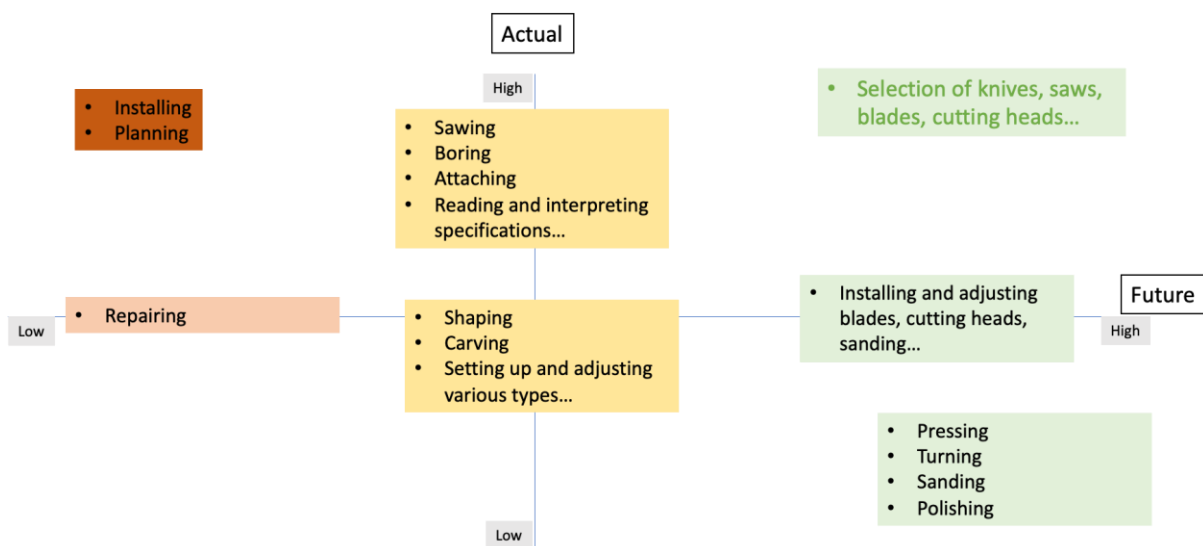 Actual
High
• Installing
• Planning
• Sawing
• Boring
• Attaching
• Reading and interpreting
specifications...
• Selection of knives, saws,
blades, cutting heads...
Low
• Repairing
• Shaping
• Carving
• Setting up and adjusting
various types...
• Installing and adjusting
blades, cutting heads,
sanding...
Future
High
• Pressing
• Turning
• Sanding
• Polishing
Low